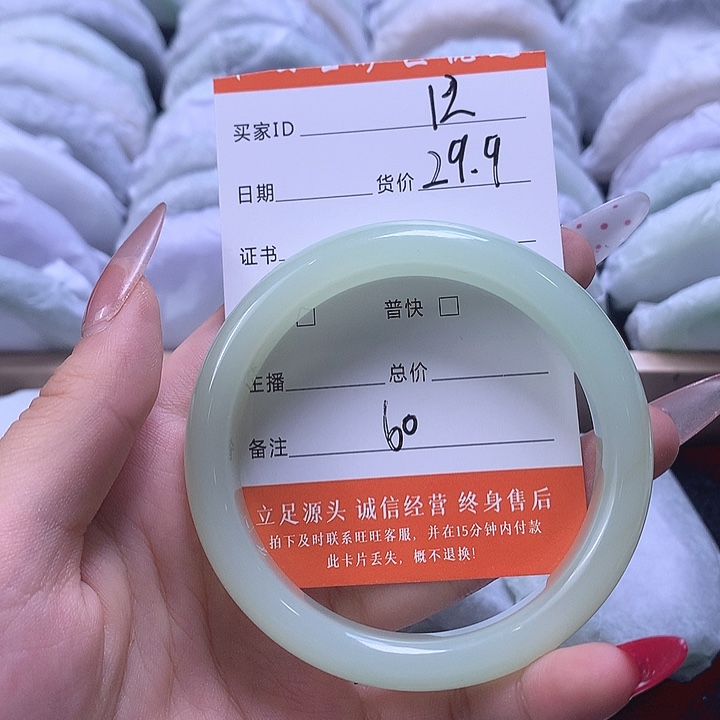 买家ID 12
日期 货价 29.9
证书
普快
主播 总价
备注 60
立足源头 诚信经营 终身售后
拍下及时联系旺旺客服，并在15分钟内付款
此卡片丢失，概不退换！